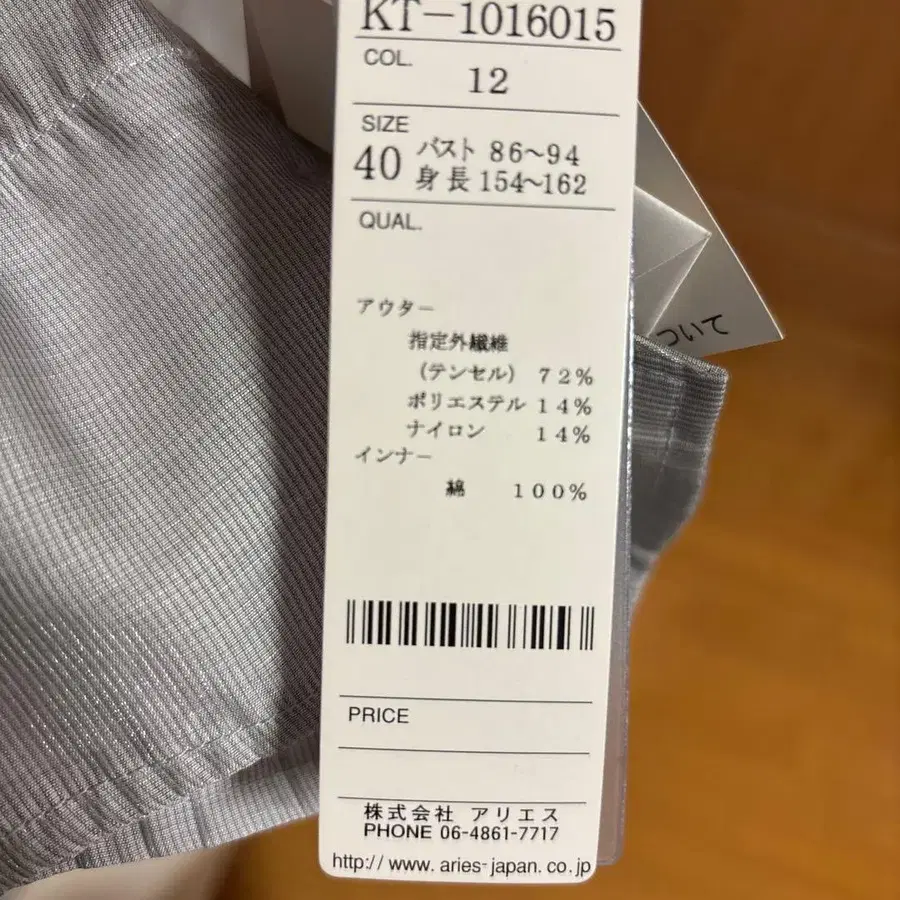 KT-1016015
COL.
12
SIZE
40 バスト 86~94
身長 154~162
QUAL.
アウター
指定外繊維
(テンセル) 72%
ポリエステル 14%
ナイロン 14%
インナー
綿 100%
PRICE
株式会社 アリエス
PHONE 06-4861-7717
http://www.aries-japan.co.jp
ついて